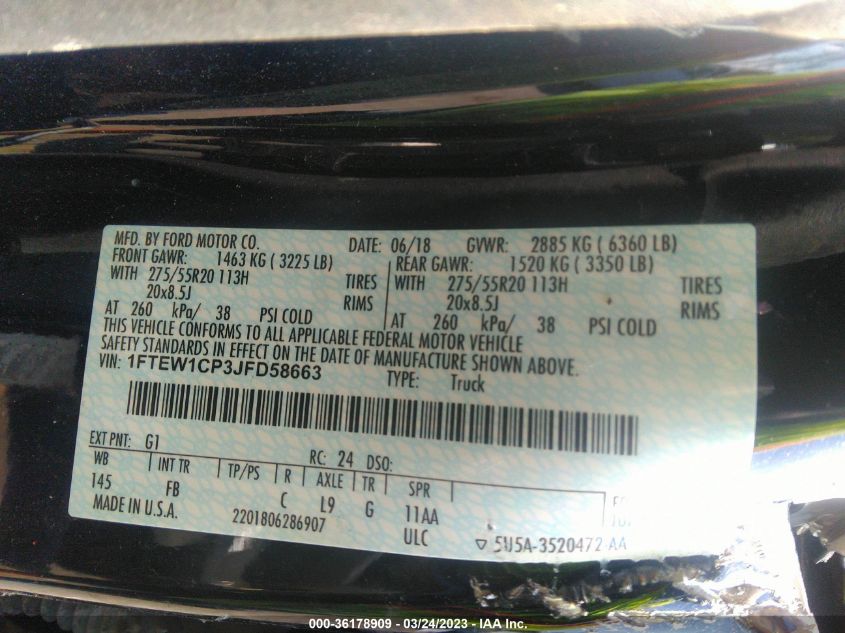 MFD. BY FORD MOTOR CO. DATE: 06/18 GVWR: 2885 KG ( 6360 LB)
FRONT GAWR: 1463 KG ( 3225 LB) REAR GAWR: 1520 KG ( 3350 LB)
WITH 275/55R20 113H TIRES WITH 275/55R20 113H TIRES
20x8.5J RIMS 20x8.5J RIMS
AT 260 kPa/ 38 PSI COLD AT 260 kPa/ 38 PSI COLD
THIS VEHICLE CONFORMS TO ALL APPLICABLE FEDERAL MOTOR VEHICLE
SAFETY STANDARDS IN EFFECT ON THE DATE OF MANUFACTURE SHOWN ABOVE.
VIN: 1FTEW1CP3JFD58663 TYPE: Truck
EXT PNT: G1 RC: 24 DSO:
WB INT TR TP/PS R AXLE TR SPR
145 FB C L9 G 11AA
MADE IN U.S.A. 2201806286907 ULC ▽ 5U5A-3520472-AA
000-36178909 - 03/24/2023 - IAA Inc.